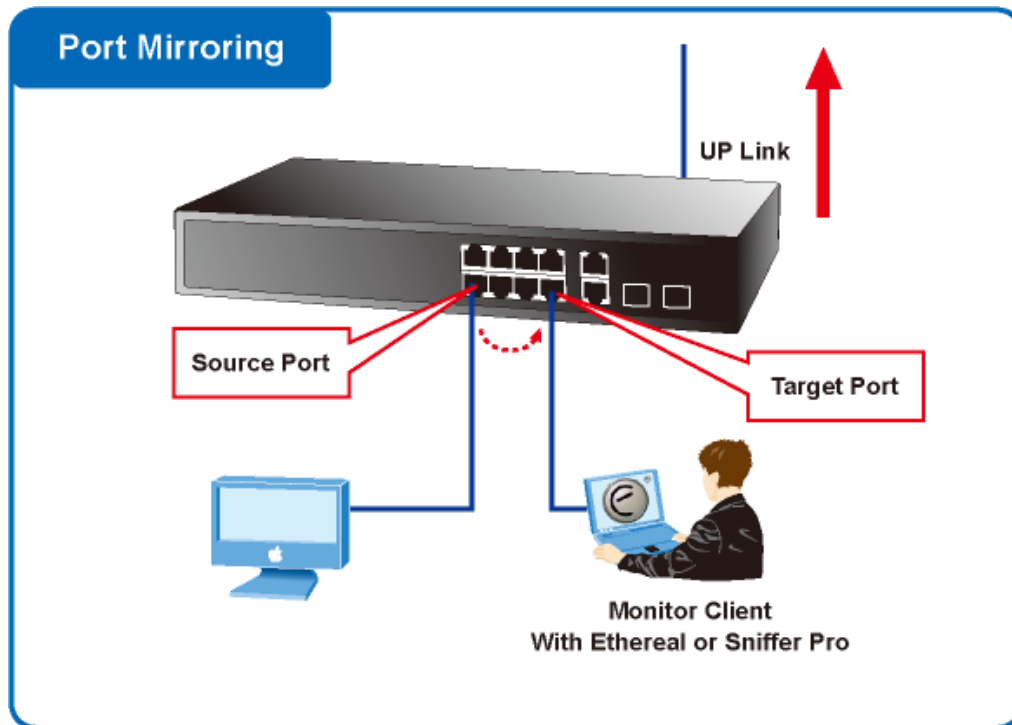 Port Mirroring
UP Link
Source Port
Target Port
Monitor Client
With Ethereal or Sniffer Pro